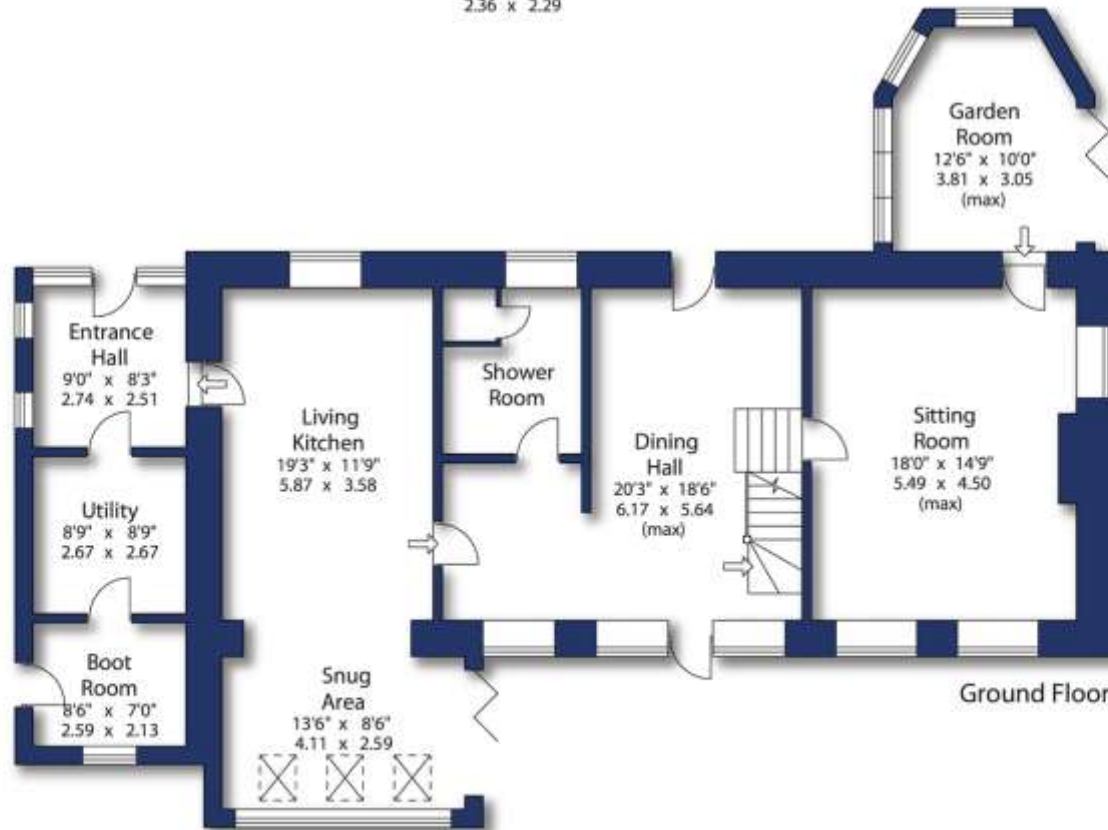 2.36 x 2.29
Garden
Room
12'6" x 10'0"
3.81 x 3.05
(max)
Entrance
Hall
9'0" x 8'3"
2.74 x 2.51
Shower
Room
Living
Kitchen
19'3" x 11'9"
5.87 x 3.58
Dining
Hall
20'3" x 18'6"
6.17 x 5.64
(max)
Sitting
Room
18'0" x 14'9"
5.49 x 4.50
(max)
Utility
8'9" x 8'9"
2.67 x 2.67
Boot
Room
8'6" x 7'0"
2.59 x 2.13
Snug
Area
13'6" x 8'6"
4.11 x 2.59
Ground Floor